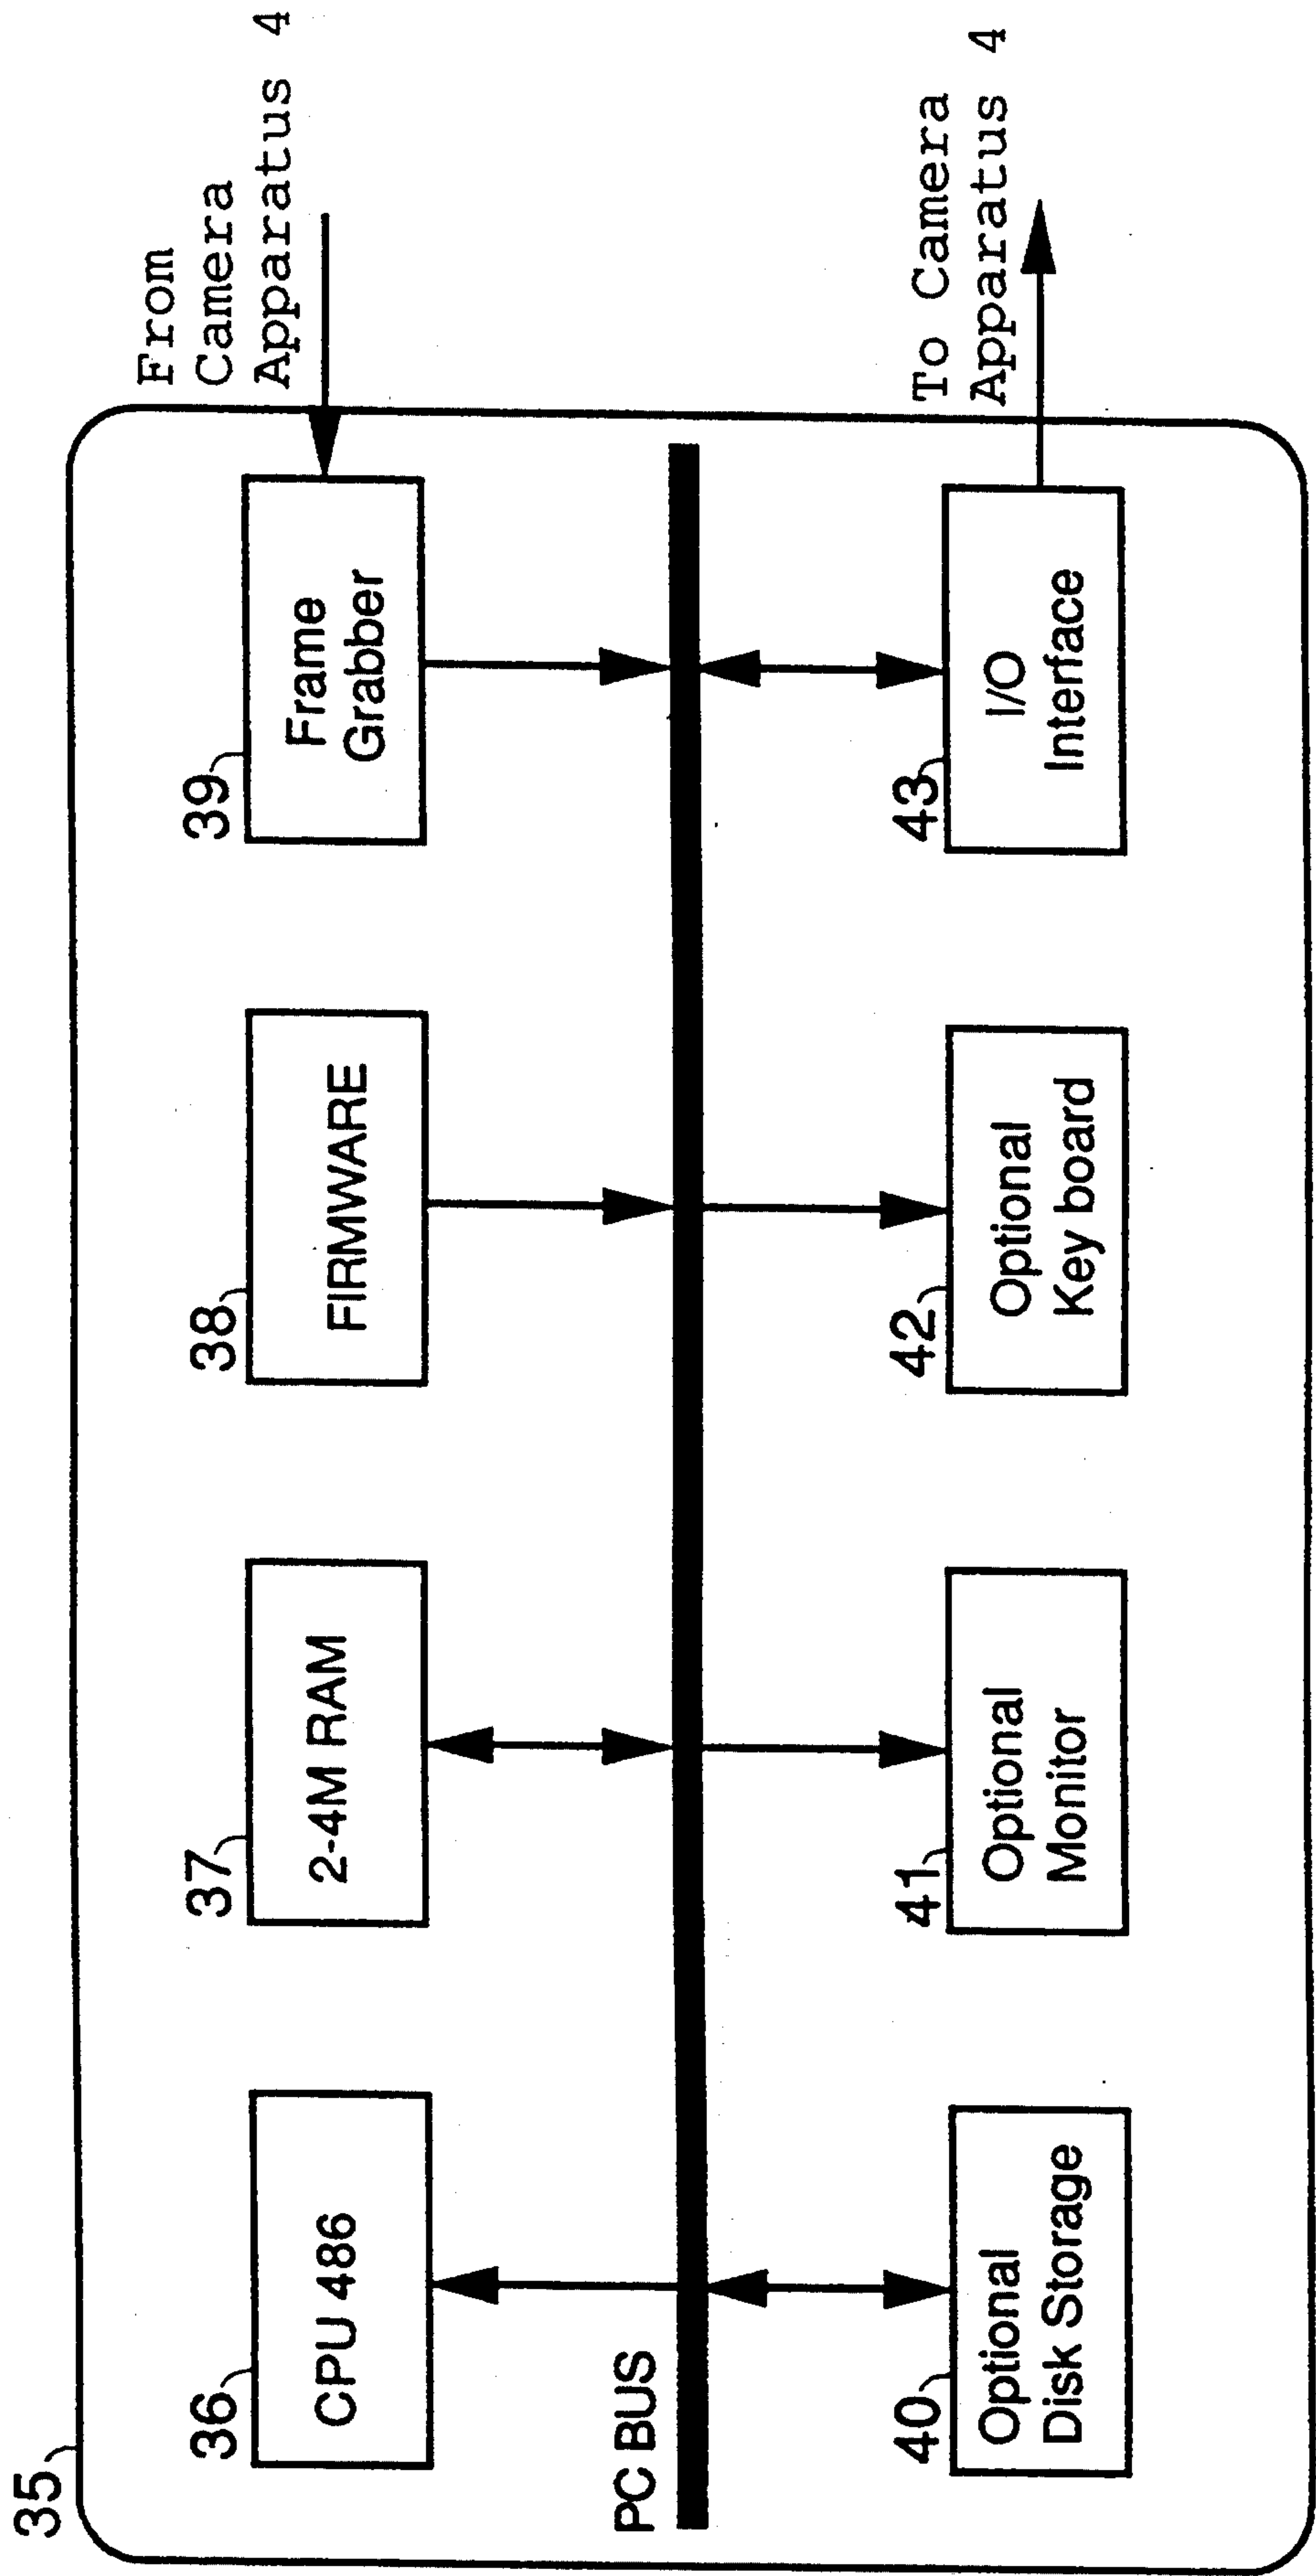 35
36
CPU 486
37
2-4M RAM
38
FIRMWARE
39
Frame
Grabber
From
Camera
Apparatus 4
PC BUS
40
Optional
Disk Storage
41
Optional
Monitor
42
Optional
Key board
43
I/O
Interface
To Camera
Apparatus 4